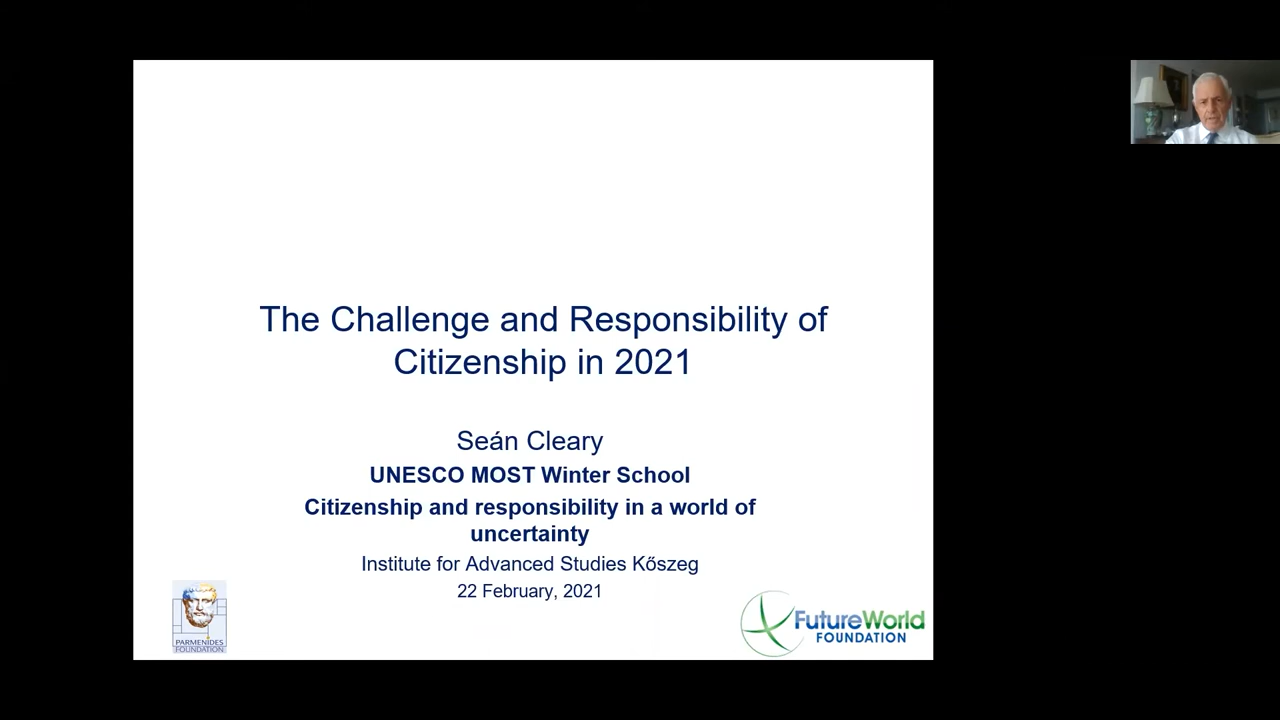 The Challenge and Responsibility of
Citizenship in 2021
Seán Cleary
UNESCO MOST Winter School
Citizenship and responsibility in a world of
uncertainty
Institute for Advanced Studies Kőszeg
22 February, 2021
PARMENIDES
FOUNDATION
FutureWorld
FOUNDATION